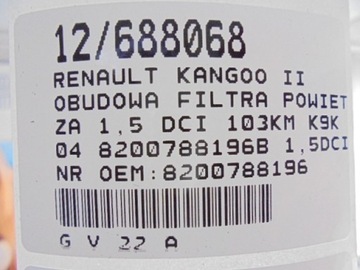 12/688068
RENAULT KANGOO II
OBUDOWA FILTRA POWIET
ZA 1,5 DCI 103KM K9K
04 8200788196B 1,5DCI
NR OEM:8200788196
G V 22 A